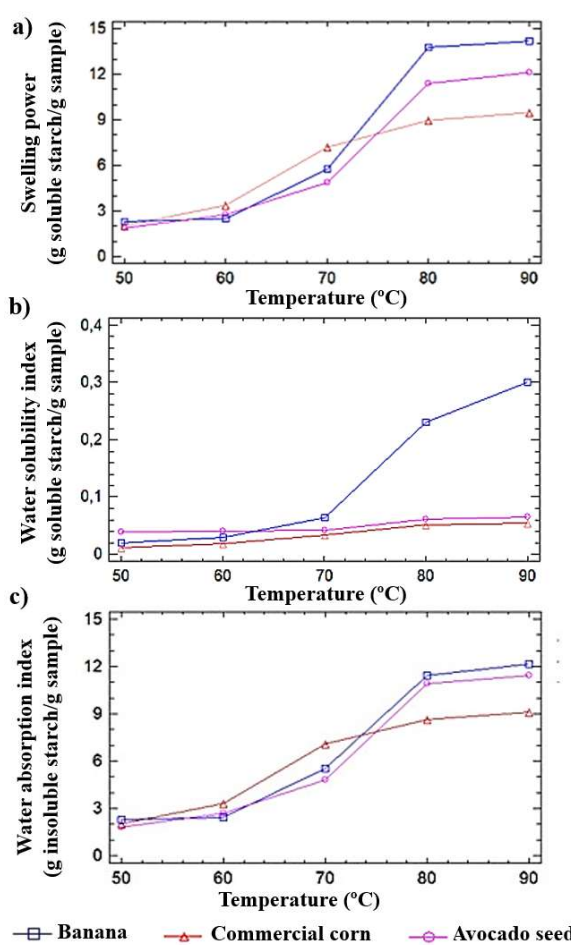 a)
Swelling power
(g soluble starch/g sample)
15
12
9
6
3
0
50 60 70 80 90
Temperature (ºC)
b)
Water solubility index
(g soluble starch/g sample)
0,4
0,3
0,2
0,1
0
50 60 70 80 90
Temperature (ºC)
c)
Water absorption index
(g insoluble starch/g sample)
15
12
9
6
3
0
50 60 70 80 90
Temperature (ºC)
Banana Commercial corn Avocado seed